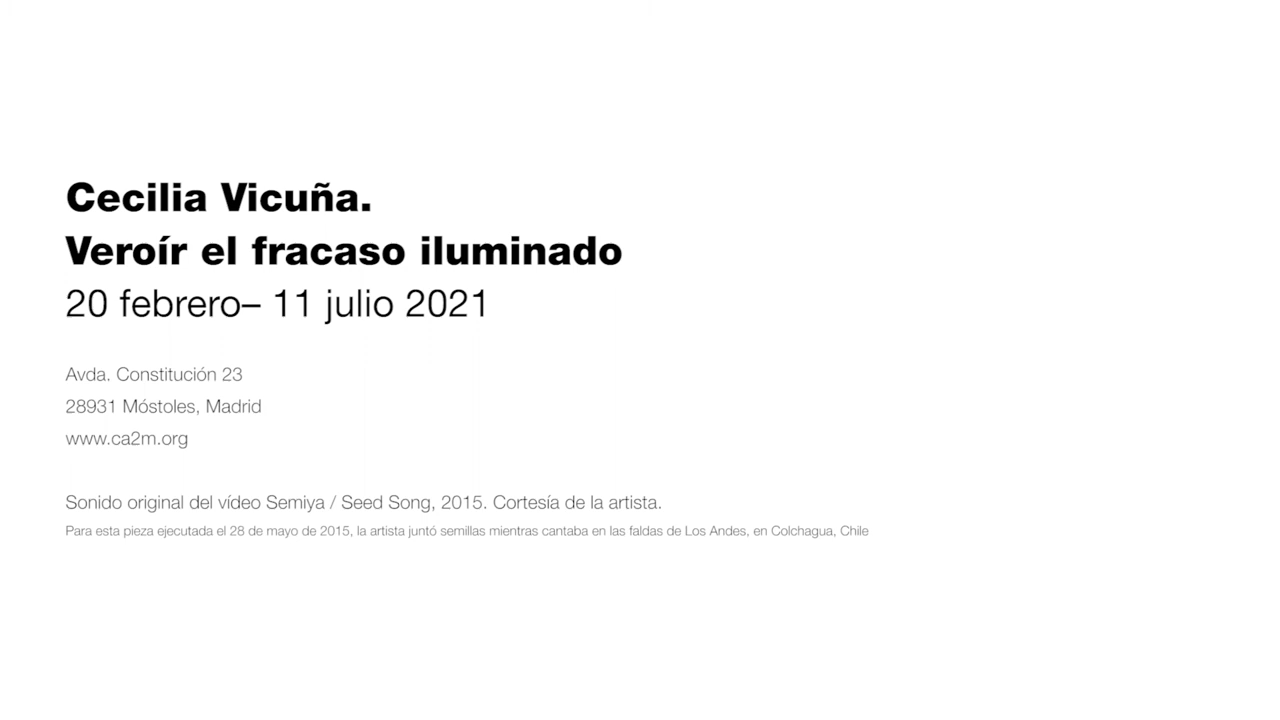 Cecilia Vicuña.
Veroír el fracaso iluminado
20 febrero– 11 julio 2021
Avda. Constitución 23
28931 Móstoles, Madrid
www.ca2m.org
Sonido original del vídeo Semiya / Seed Song, 2015. Cortesía de la artista.
Para esta pieza ejecutada el 28 de mayo de 2015, la artista juntó semillas mientras cantaba en las faldas de Los Andes, en Colchagua, Chile